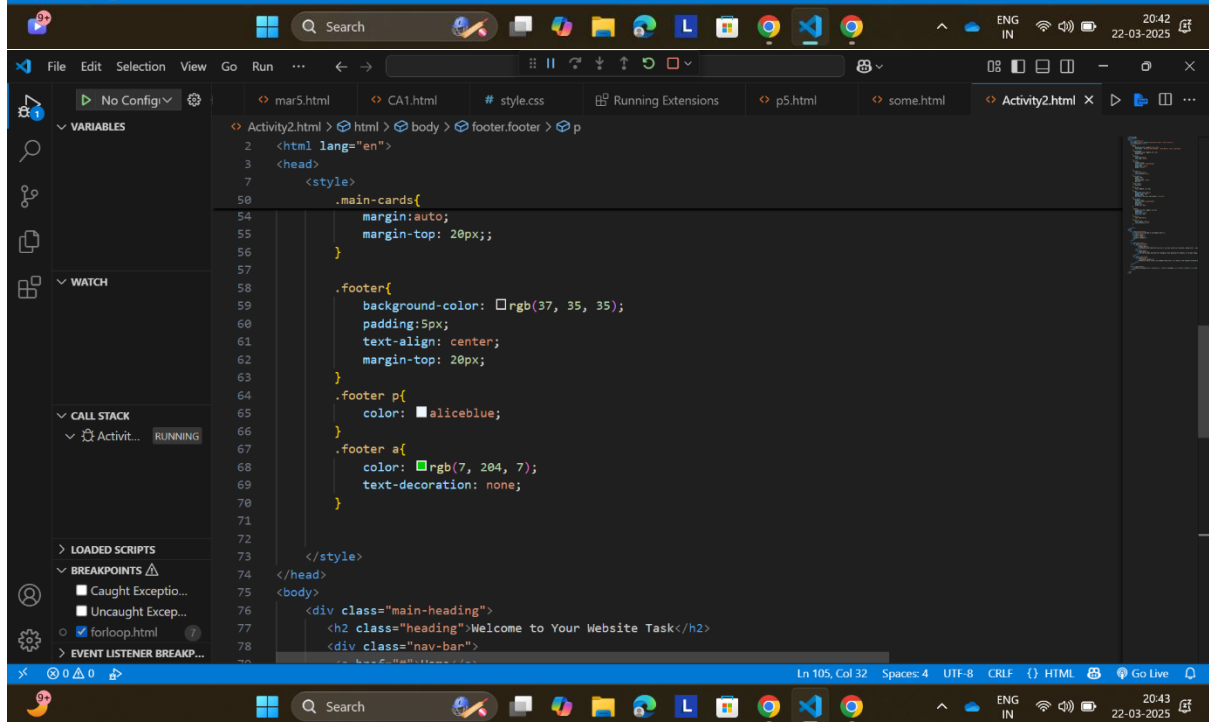 9+
Search
L
ENG
IN
20:42
22-03-2025
File Edit Selection View Go Run ...
No Config
mar5.html CA1.html # style.css Running Extensions p5.html some.html Activity2.html
VARIABLES
Activity2.html > html > body > footer.footer > p
2 <html lang="en">
3 <head>
7 <style>
50 .main-cards{
54 margin:auto;
55 margin-top: 20px;;
56 }
57
WATCH
58 .footer{
59 background-color: rgb(37, 35, 35);
60 padding:5px;
61 text-align: center;
62 margin-top: 20px;
63 }
64 .footer p{
CALL STACK
65 color: aliceblue;
Activit... RUNNING
66 }
67 .footer a{
68 color: rgb(7, 204, 7);
69 text-decoration: none;
70 }
71
72
LOADED SCRIPTS
73 </style>
BREAKPOINTS
74 </head>
Caught Exceptio...
75 <body>
Uncaught Excep...
76 <div class="main-heading">
77 <h2 class="heading">Welcome to Your Website Task</h2>
forloop.html 7
78 <div class="nav-bar">
EVENT LISTENER BREAKP...
1
0 0 0
Ln 105, Col 32 Spaces: 4 UTF-8 CRLF {} HTML Go Live
9+
Search
L
ENG
IN
20:43
22-03-2025